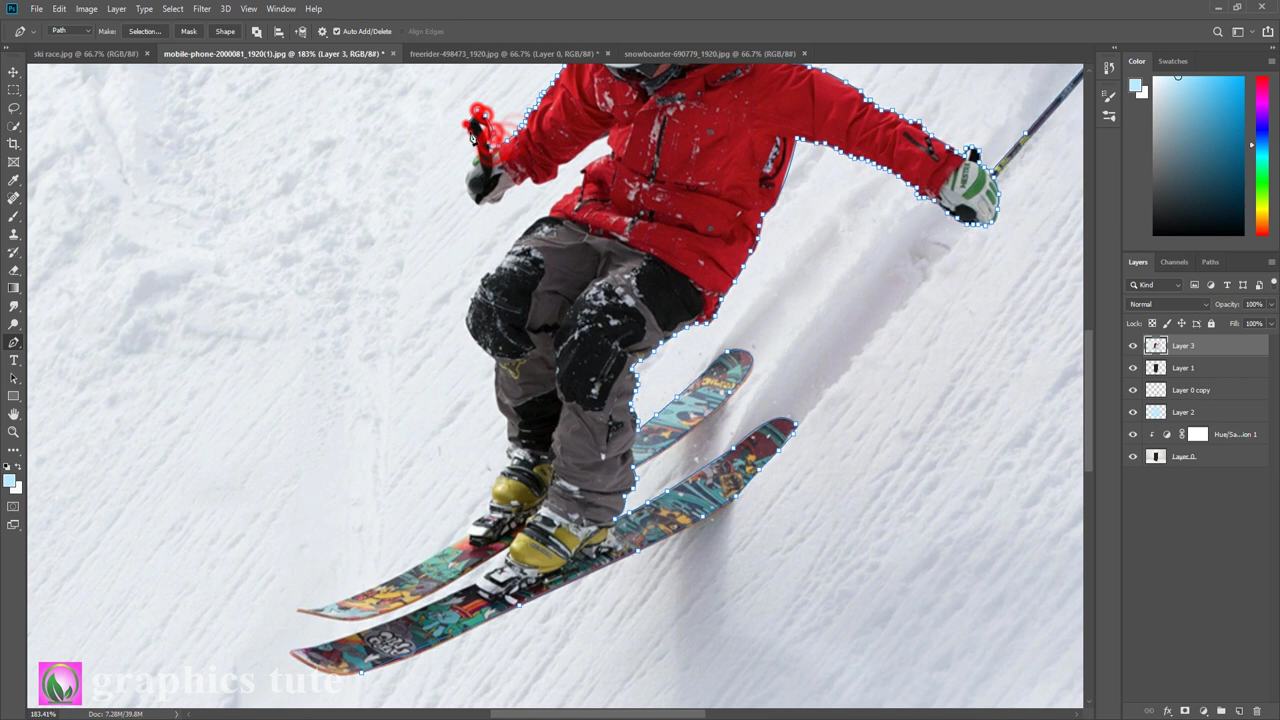 Ps File Edit Image Layer Type Select Filter 3D View Window Help
Path Make: Selection... Mask Shape Auto Add/Delete Align Edges
ski race.jpg @ 66.7% (RGB/8#) × mobile-phone-2000081_1920(1).jpg @ 183% (Layer 3, RGB/8#) * × freerider-498473_1920.jpg @ 66.7% (Layer 0, RGB/8#) * × snowboarder-690779_1920.jpg @ 66.7% (RGB/8#) ×
Color Swatches
Layers Channels Paths
Kind
Normal Opacity: 100%
Lock: Fill: 100%
Layer 3
Layer 1
Layer 0 copy
Layer 2
Hue/Sa...ion 1
Layer 0
graphics tute
183.41% Doc: 7.28M/39.8M